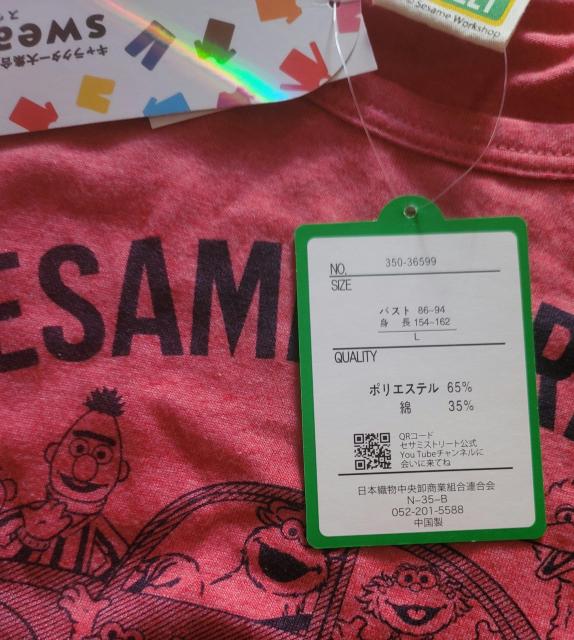 キャラクター大集合
swea
© Sesame Workshop
ESAM
R
NO. 350-36599
SIZE
バスト 86-94
身 長 154-162
L
QUALITY
ポリエステル 65%
綿 35%
QRコード
セサミストリート公式
You Tubeチャンネルに
会いに来てね
日本織物中央卸商業組合連合会
N-35-B
052-201-5588
中国製